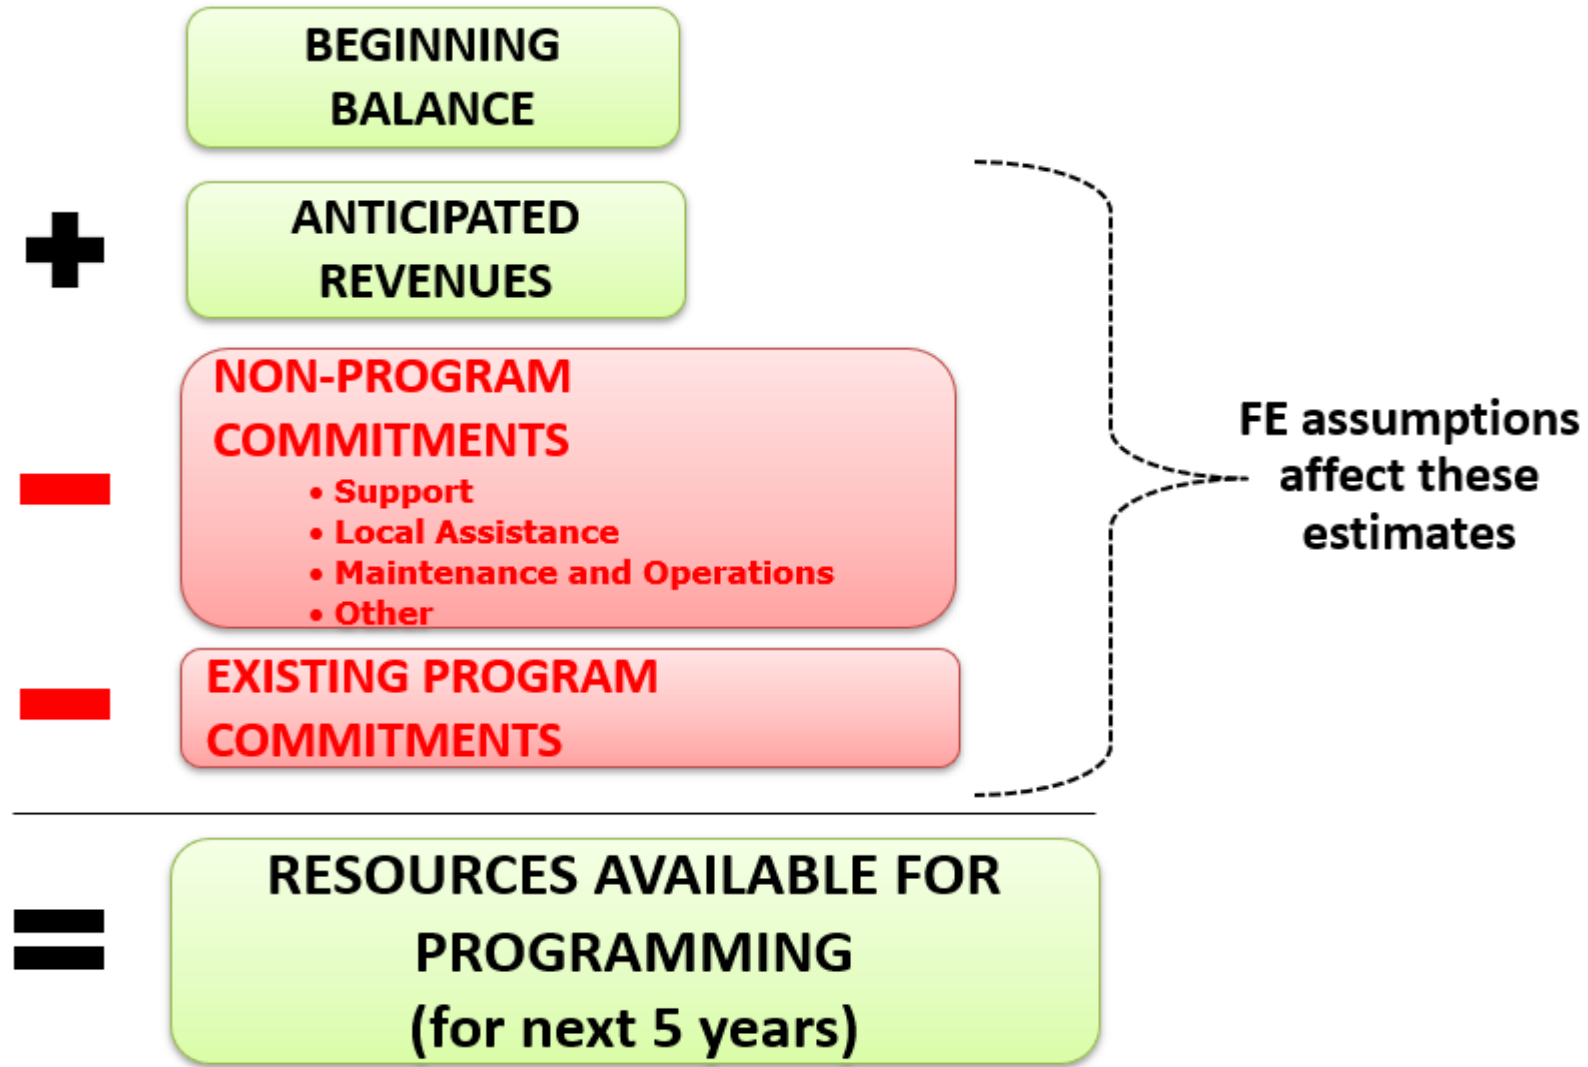 BEGINNING
BALANCE
ANTICIPATED
REVENUES
NON-PROGRAM
COMMITMENTS
• Support
• Local Assistance
• Maintenance and Operations
• Other
EXISTING PROGRAM
COMMITMENTS
FE assumptions
affect these
estimates
RESOURCES AVAILABLE FOR
PROGRAMMING
(for next 5 years)